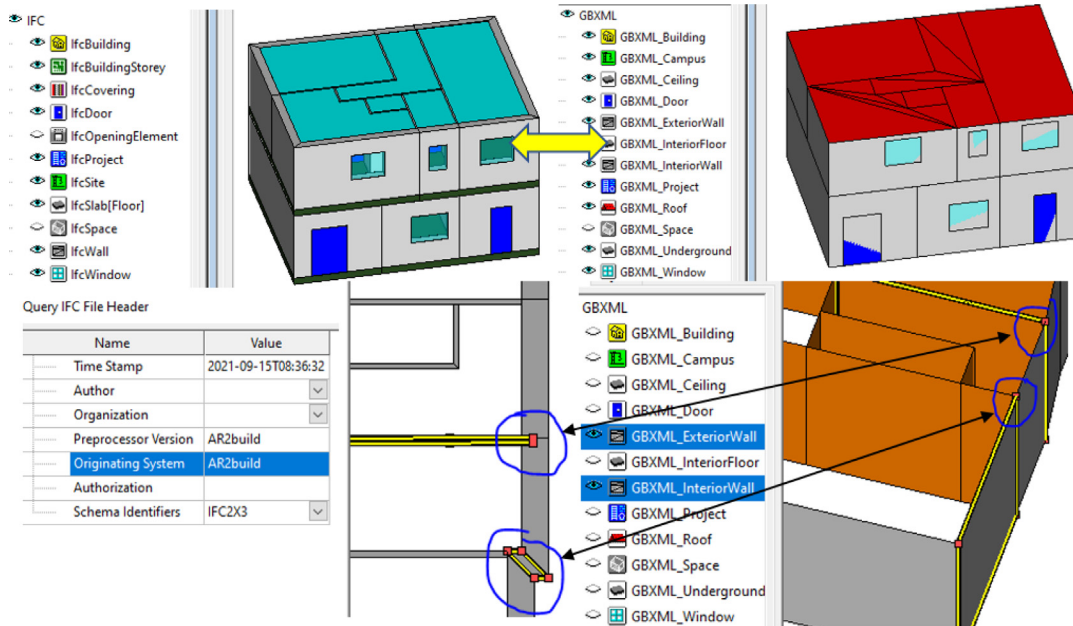 IFC
IfcBuilding
IfcBuildingStorey
IfcCovering
IfcDoor
IfcOpeningElement
IfcProject
IfcSite
IfcSlab[Floor]
IfcSpace
IfcWall
IfcWindow
GBXML
GBXML_Building
GBXML_Campus
GBXML_Ceiling
GBXML_Door
GBXML_ExteriorWall
GBXML_InteriorFloor
GBXML_InteriorWall
GBXML_Project
GBXML_Roof
GBXML_Space
GBXML_Underground
GBXML_Window
Query IFC File Header
Name Value
Time Stamp 2021-09-15T08:36:32
Author
Organization
Preprocessor Version AR2build
Originating System AR2build
Authorization
Schema Identifiers IFC2X3
GBXML
GBXML_Building
GBXML_Campus
GBXML_Ceiling
GBXML_Door
GBXML_ExteriorWall
GBXML_InteriorFloor
GBXML_InteriorWall
GBXML_Project
GBXML_Roof
GBXML_Space
GBXML_Underground
GBXML_Window